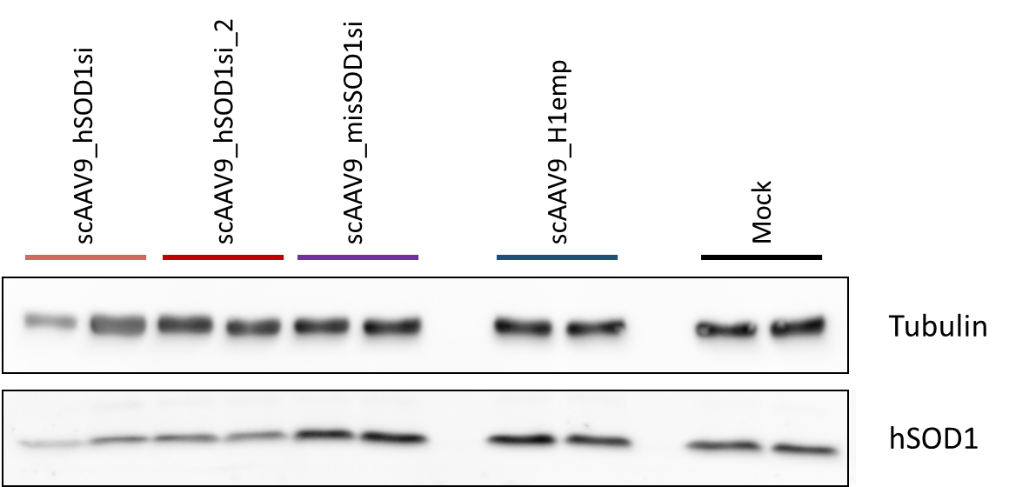 scAAV9_hSOD1si
scAAV9_hSOD1si_2
scAAV9_misSOD1si
scAAV9_H1emp
Mock
Tubulin
hSOD1